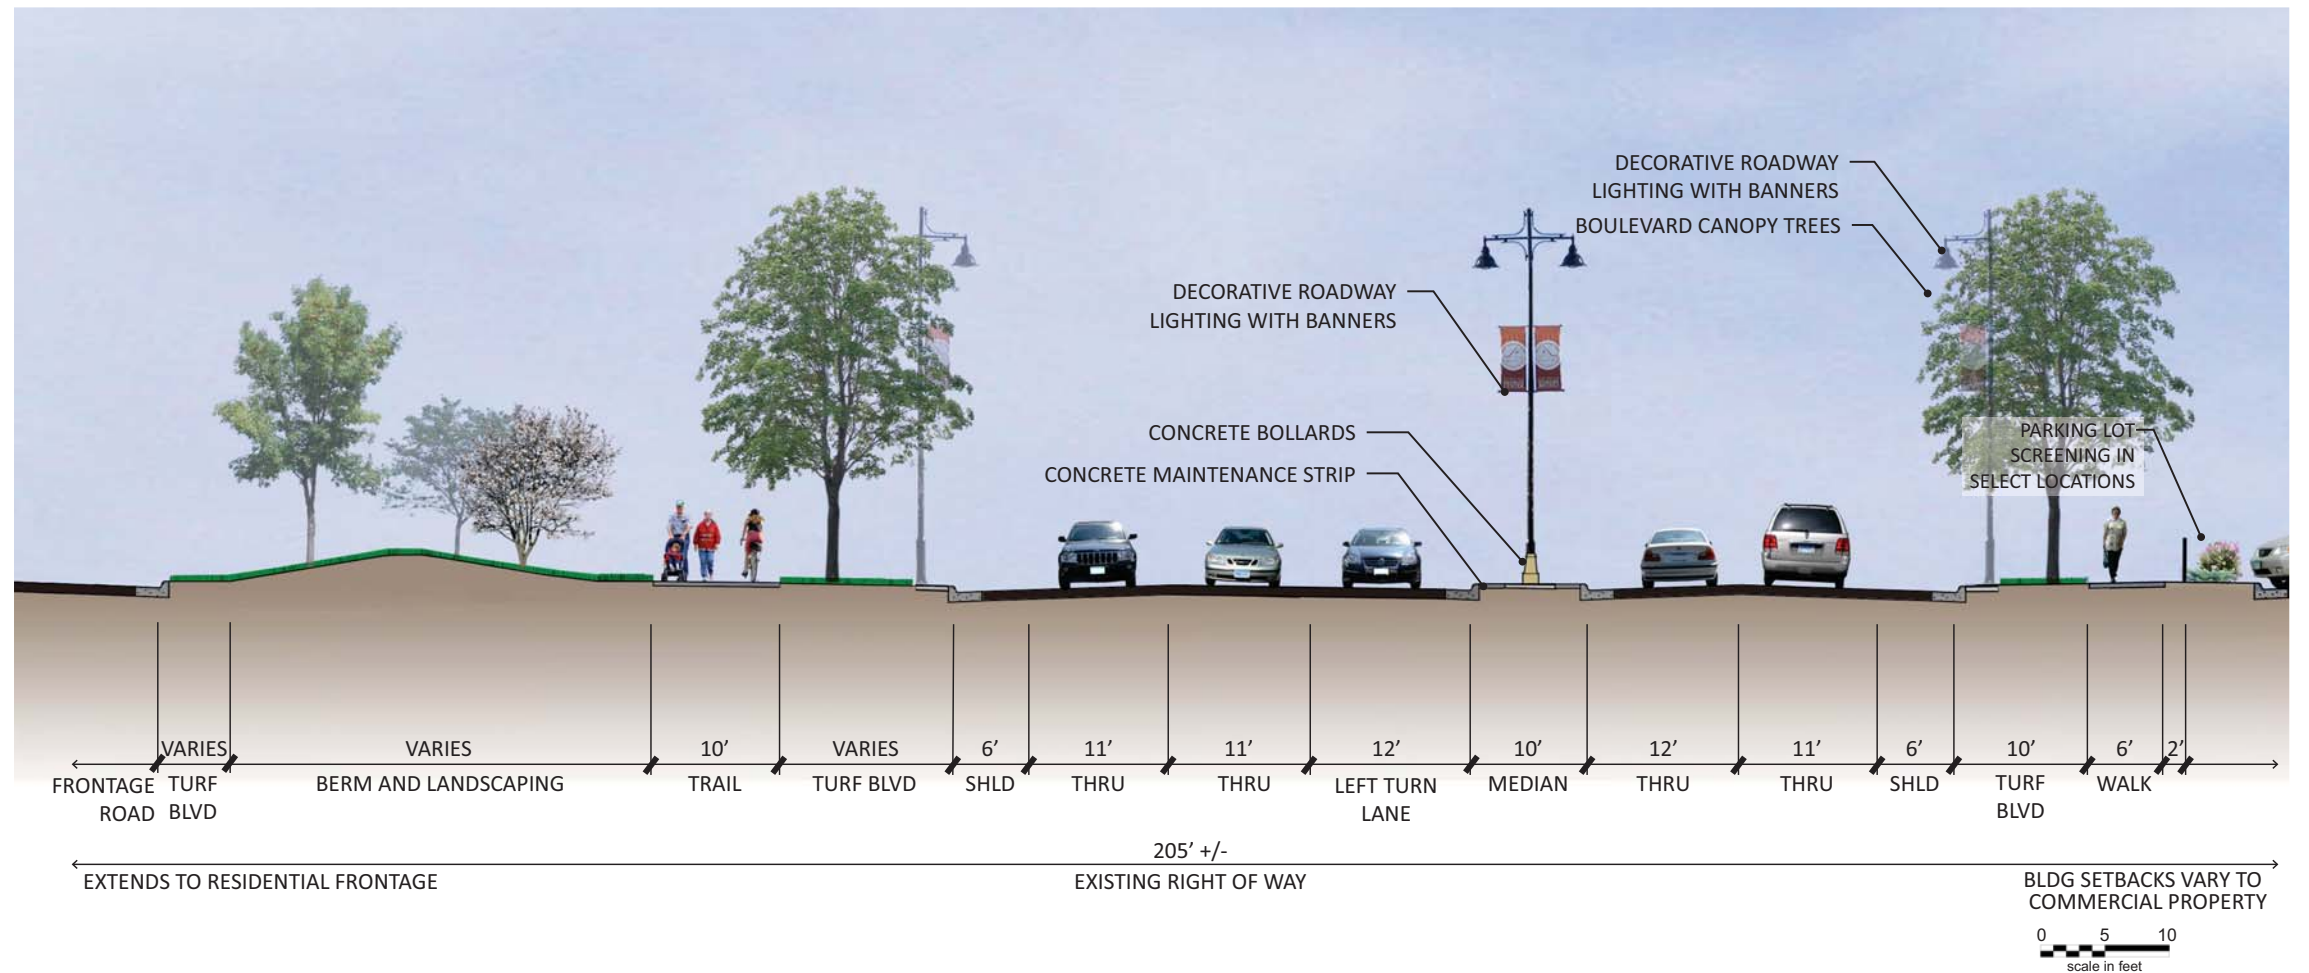 DECORATIVE ROADWAY
LIGHTING WITH BANNERS
BOULEVARD CANOPY TREES
DECORATIVE ROADWAY
LIGHTING WITH BANNERS
CONCRETE BOLLARDS
CONCRETE MAINTENANCE STRIP
PARKING LOT
SCREENING IN
SELECT LOCATIONS
VARIES VARIES 10’ VARIES 6’ 11’ 11’ 12’ 10’ 12’ 11’ 6’ 10’ 6’ 2’
FRONTAGE
ROAD
TURF
BLVD
BERM AND LANDSCAPING
TRAIL
TURF BLVD
SHLD
THRU
THRU
LEFT TURN
LANE
MEDIAN
THRU
THRU
SHLD
TURF
BLVD
WALK
205’ +/-
EXTENDS TO RESIDENTIAL FRONTAGE
EXISTING RIGHT OF WAY
BLDG SETBACKS VARY TO
COMMERCIAL PROPERTY
0 5 10
scale in feet